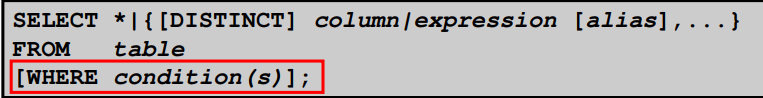 SELECT *|{[DISTINCT] column|expression [alias],...}
FROM table
[WHERE condition(s)];